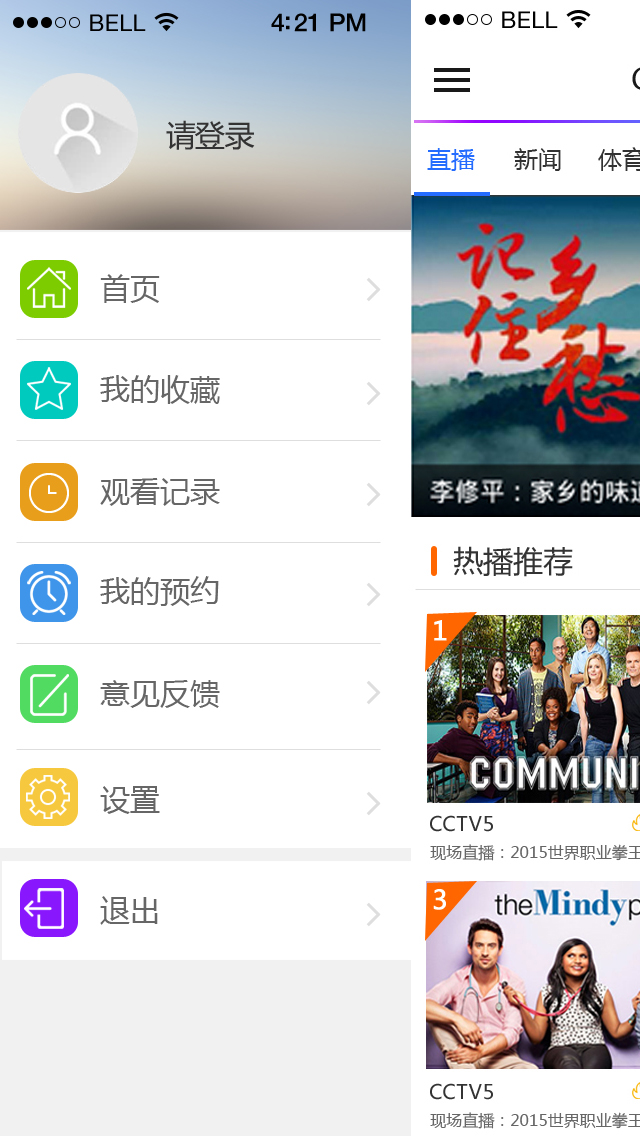 BELL
4:21 PM
请登录
首页
我的收藏
观看记录
我的预约
意见反馈
设置
退出
BELL
直播 新闻 体育
记住乡愁
李修平：家乡的味道
热播推荐
1
COMMUNI
CCTV5
现场直播：2015世界职业拳王
3
the Mindy p
CCTV5
现场直播：2015世界职业拳王